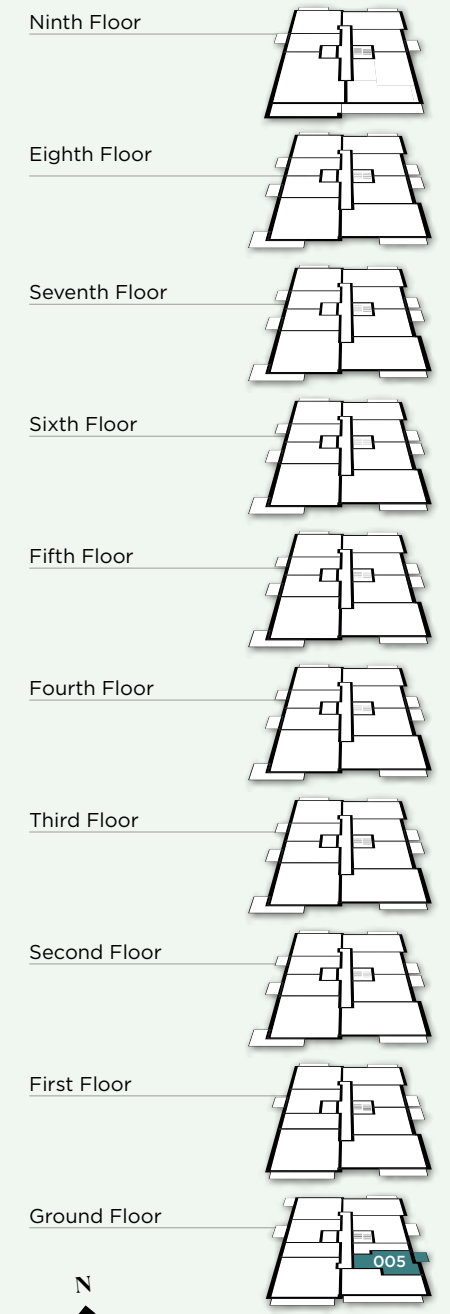 Ninth Floor
Eighth Floor
Seventh Floor
Sixth Floor
Fifth Floor
Fourth Floor
Third Floor
Second Floor
First Floor
Ground Floor
005
N